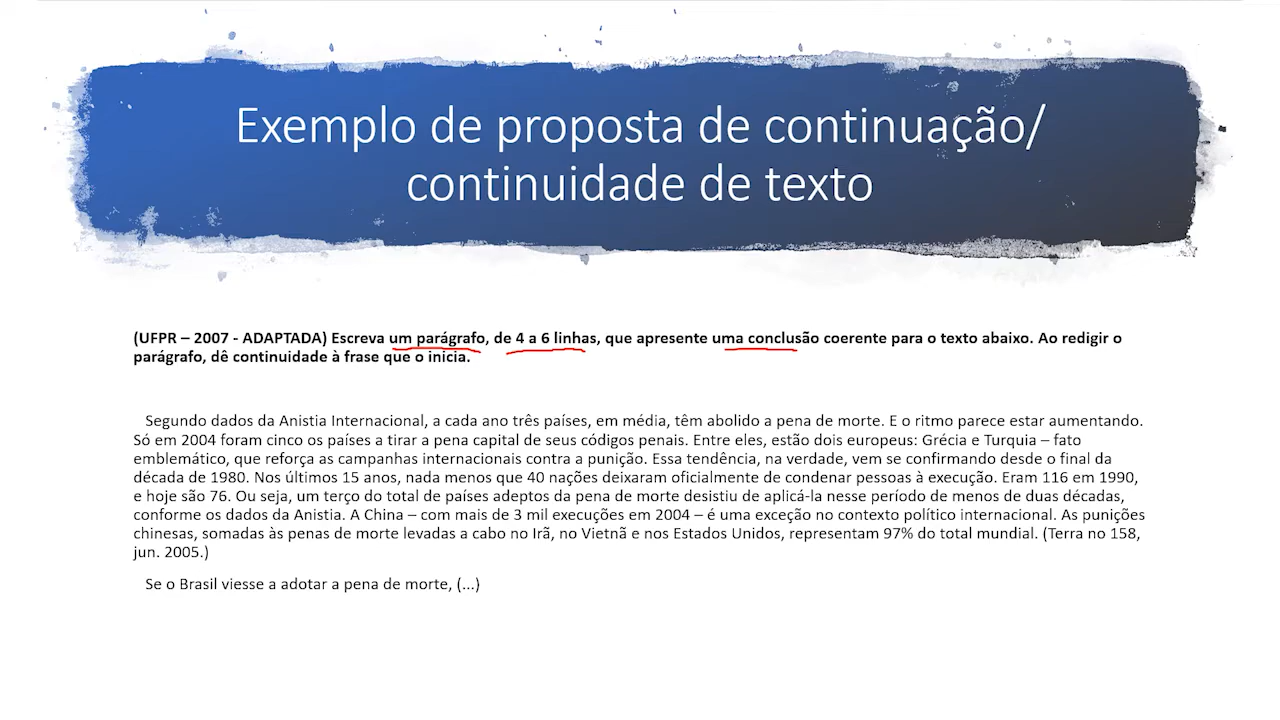 Exemplo de proposta de continuação/
continuidade de texto
(UFPR – 2007 - ADAPTADA) Escreva um parágrafo, de 4 a 6 linhas, que apresente uma conclusão coerente para o texto abaixo. Ao redigir o
parágrafo, dê continuidade à frase que o inicia.
Segundo dados da Anistia Internacional, a cada ano três países, em média, têm abolido a pena de morte. E o ritmo parece estar aumentando.
Só em 2004 foram cinco os países a tirar a pena capital de seus códigos penais. Entre eles, estão dois europeus: Grécia e Turquia – fato
emblemático, que reforça as campanhas internacionais contra a punição. Essa tendência, na verdade, vem se confirmando desde o final da
década de 1980. Nos últimos 15 anos, nada menos que 40 nações deixaram oficialmente de condenar pessoas à execução. Eram 116 em 1990,
e hoje são 76. Ou seja, um terço do total de países adeptos da pena de morte desistiu de aplicá-la nesse período de menos de duas décadas,
conforme os dados da Anistia. A China – com mais de 3 mil execuções em 2004 – é uma exceção no contexto político internacional. As punições
chinesas, somadas às penas de morte levadas a cabo no Irã, no Vietnã e nos Estados Unidos, representam 97% do total mundial. (Terra no 158,
jun. 2005.)
Se o Brasil viesse a adotar a pena de morte, (...)